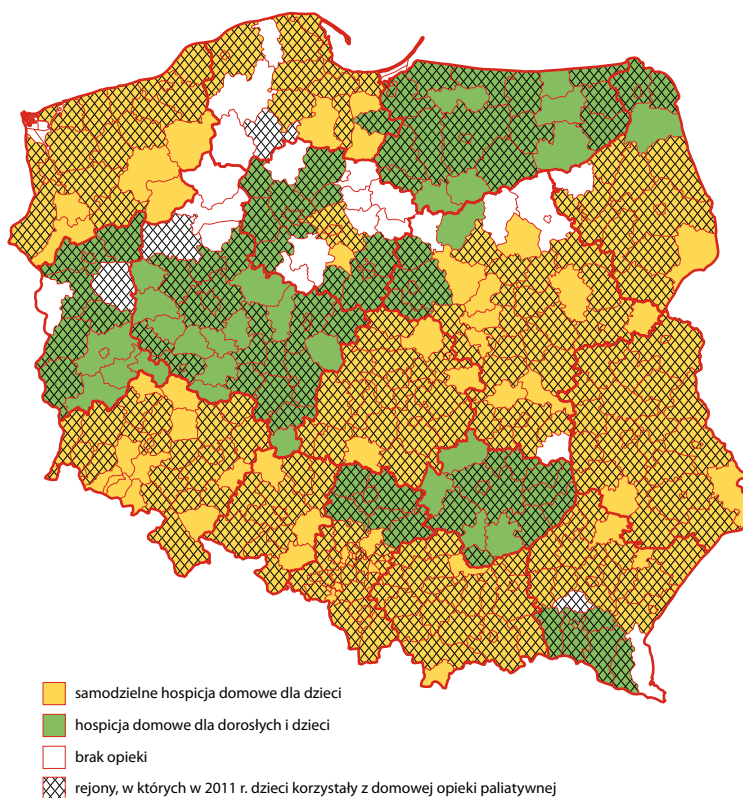 samodzielne hospicja domowe dla dzieci
hospicja domowe dla dorosłych i dzieci
brak opieki
rejony, w których w 2011 r. dzieci korzystały z domowej opieki paliatywnej